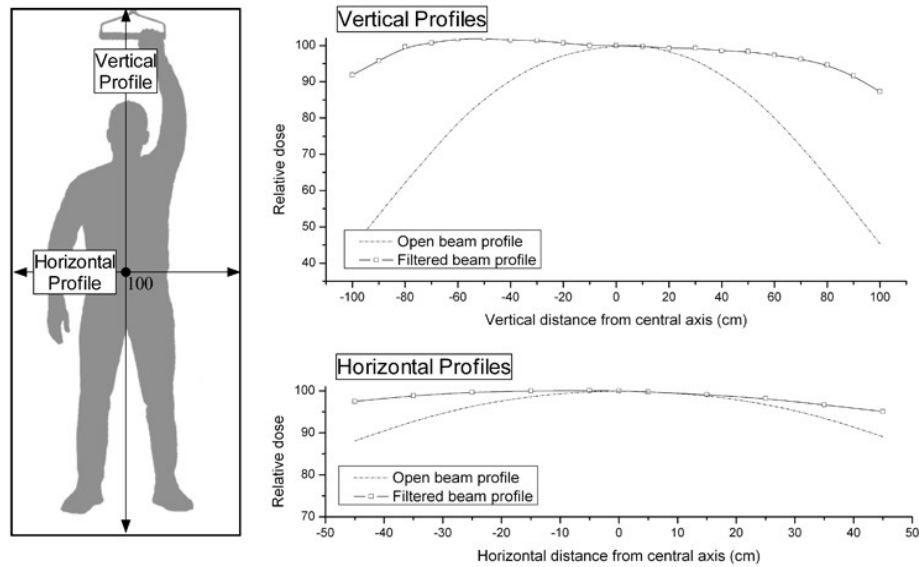 Vertical
Profile
Horizontal
Profile
100
Vertical Profiles
Relative dose
100
90
80
70
60
50
40
Open beam profile
Filtered beam profile
-100 -80 -60 -40 -20 0 20 40 60 80 100
Vertical distance from central axis (cm)
Horizontal Profiles
Relative dose
100
90
80
70
Open beam profile
Filtered beam profile
-50 -40 -30 -20 -10 0 10 20 30 40 50
Horizontal distance from central axis (cm)